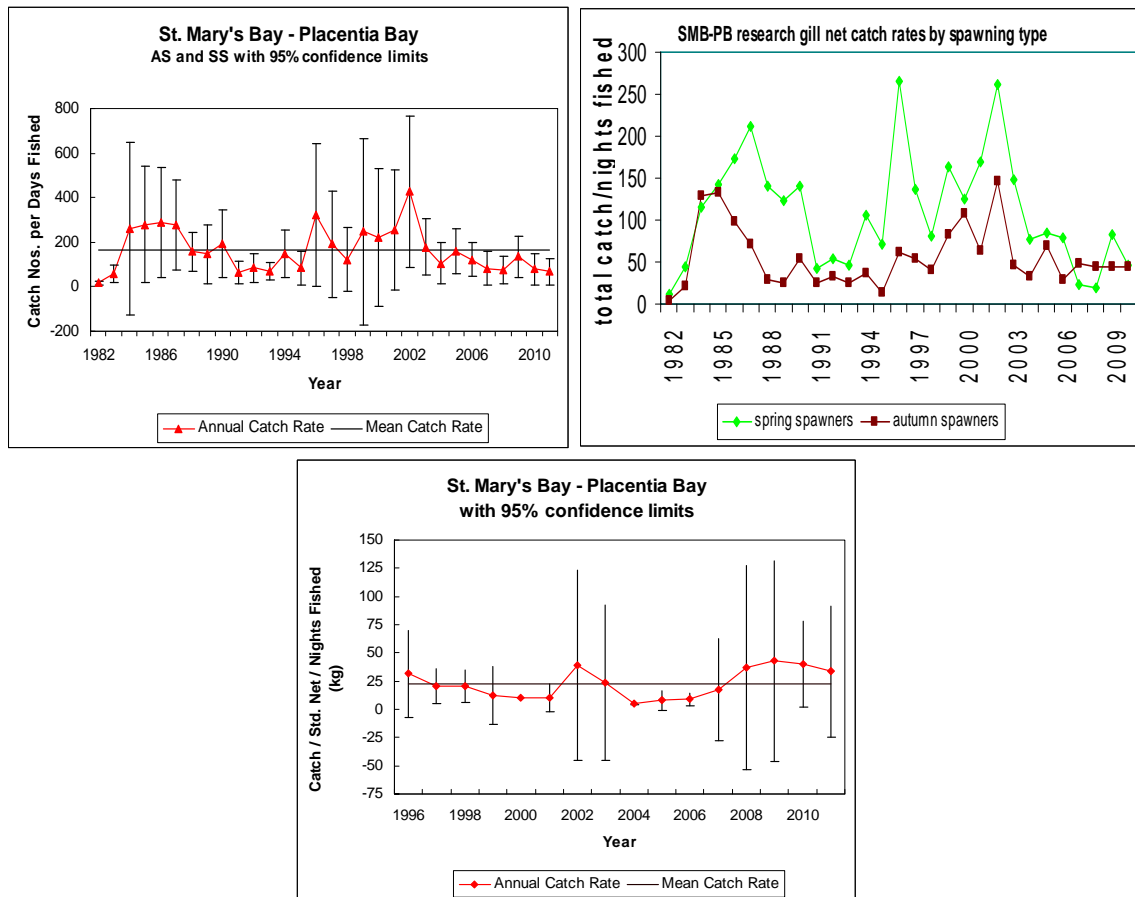 St. Mary's Bay - Placentia Bay
AS and SS with 95% confidence limits
Catch Nos. per Days Fished
800
600
400
200
0
-200
1982 1986 1990 1994 1998 2002 2006 2010
Year
Annual Catch Rate Mean Catch Rate
SMB-PB research gill net catch rates by spawning type
total catch/nights fished
300
250
200
150
100
50
0
1982 1985 1988 1991 1994 1997 2000 2003 2006 2009
spring spawners autumn spawners
St. Mary's Bay - Placentia Bay
with 95% confidence limits
Catch / Std. Net / Nights Fished
(kg)
150
125
100
75
50
25
0
-25
-50
-75
1996 1998 2000 2002 2004 2006 2008 2010
Year
Annual Catch Rate Mean Catch Rate